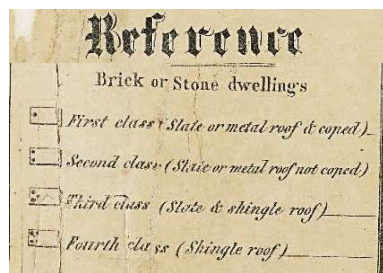 Reference
Brick or Stone dwellings
First class (Slate or metal roof & coped)
Second class (Slate or metal roof not coped)
Third class (Slate & shingle roof)
Fourth class (Shingle roof)